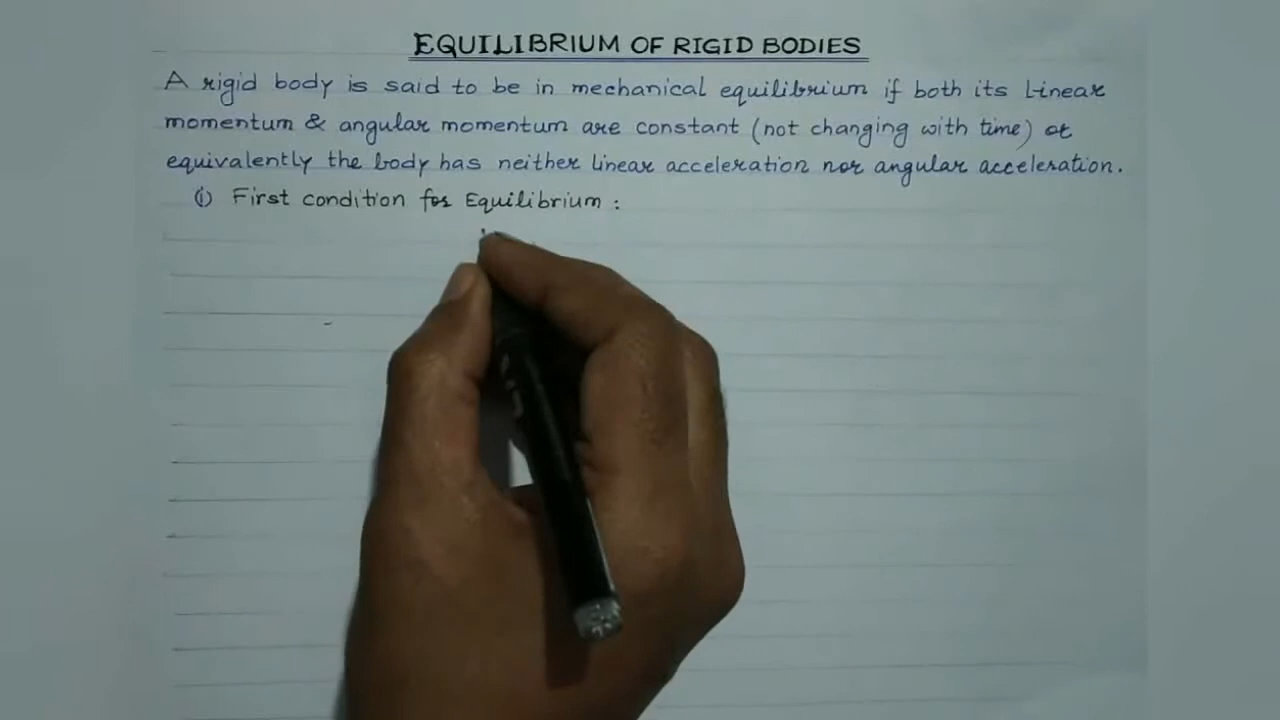 EQUILIBRIUM OF RIGID BODIES
A rigid body is said to be in mechanical equilibrium if both its linear
momentum & angular momentum are constant (not changing with time) or
equivalently the body has neither linear acceleration nor angular acceleration.
(i) First condition for Equilibrium :